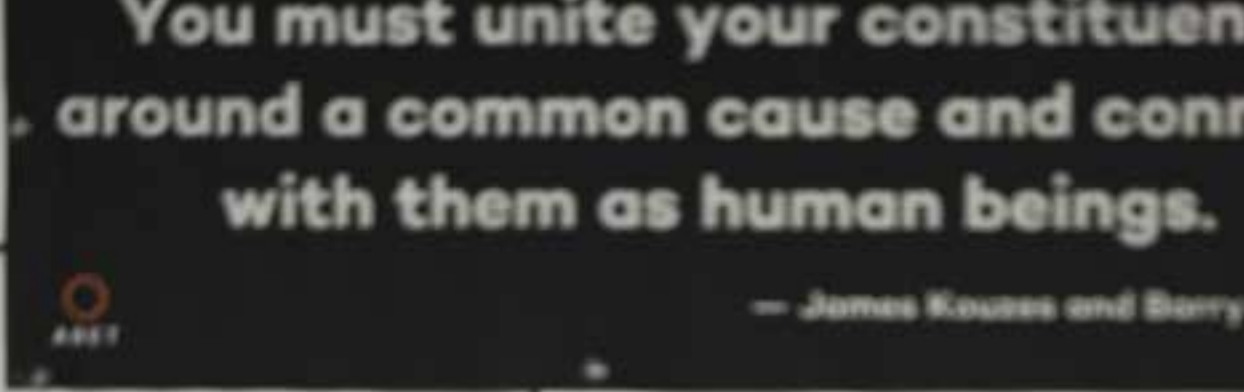 You must unite your constituen
around a common cause and conn
with them as human beings.
— James Kouzes and Barry
ABET